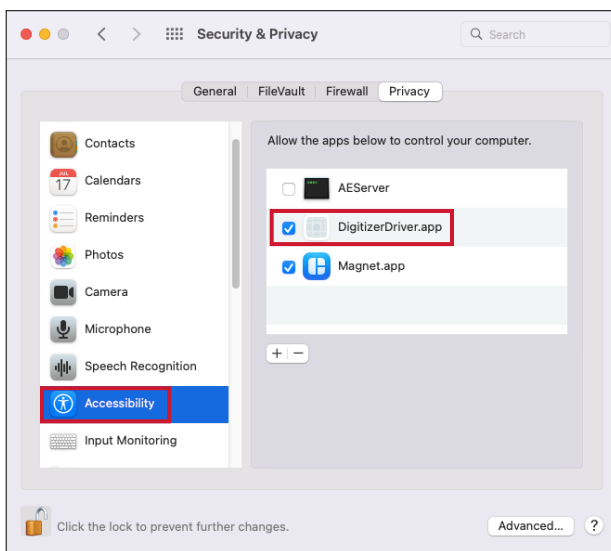 Security & Privacy
Search
General FileVault Firewall Privacy
Contacts
JUL
17
Calendars
Reminders
Photos
Camera
Microphone
Speech Recognition
Accessibility
Input Monitoring
Allow the apps below to control your computer.
AEServer
DigitizerDriver.app
Magnet.app
+ −
Click the lock to prevent further changes.
Advanced... ?